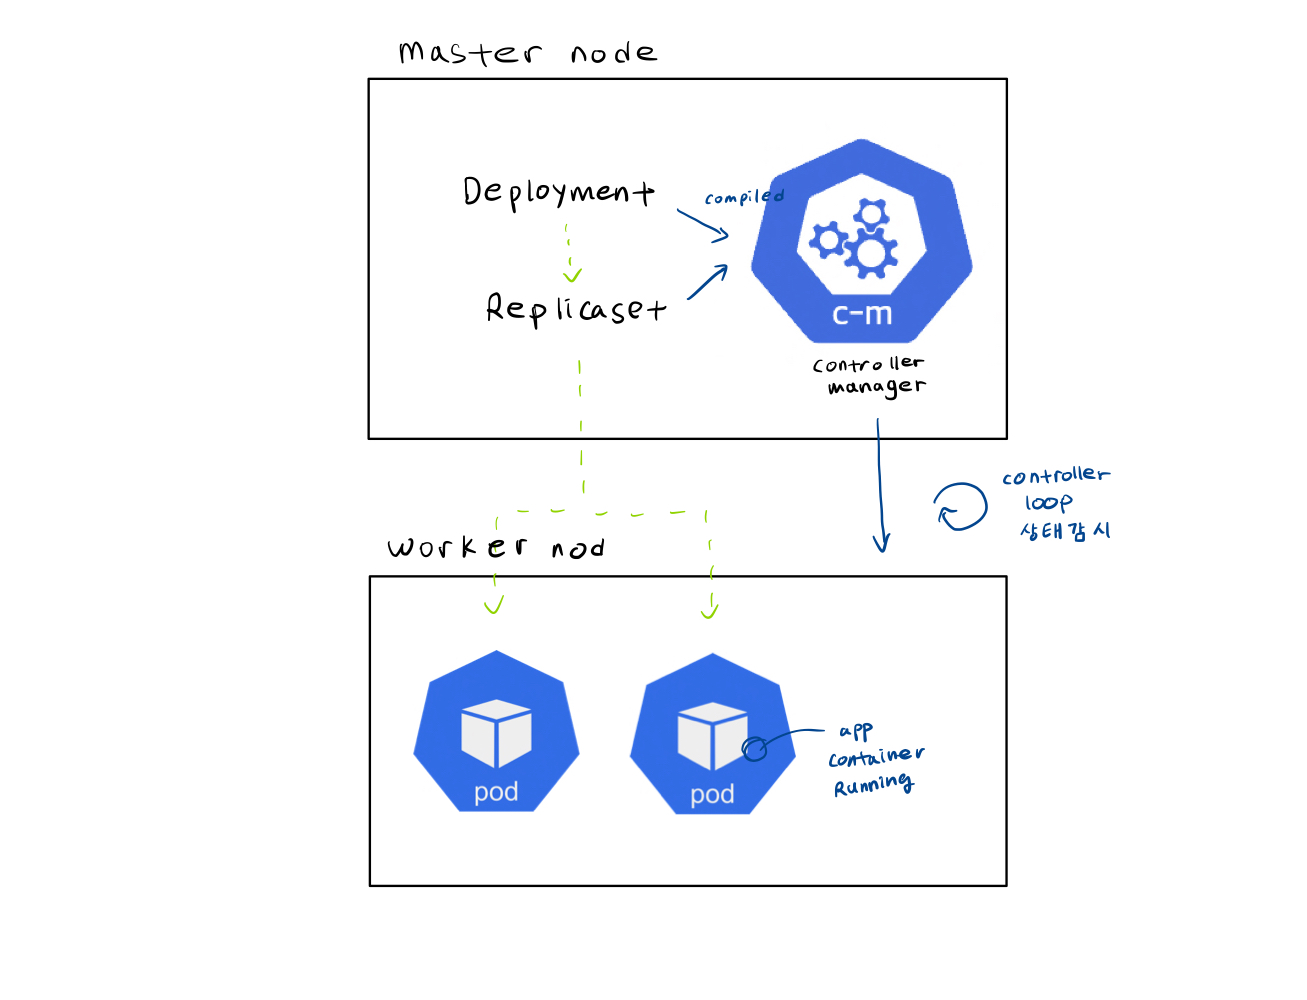 master node
Deployment
compiled
Replicaset
c-m
controller
manager
controller
loop
상태감시
worker nod
pod
pod
app
container
Running